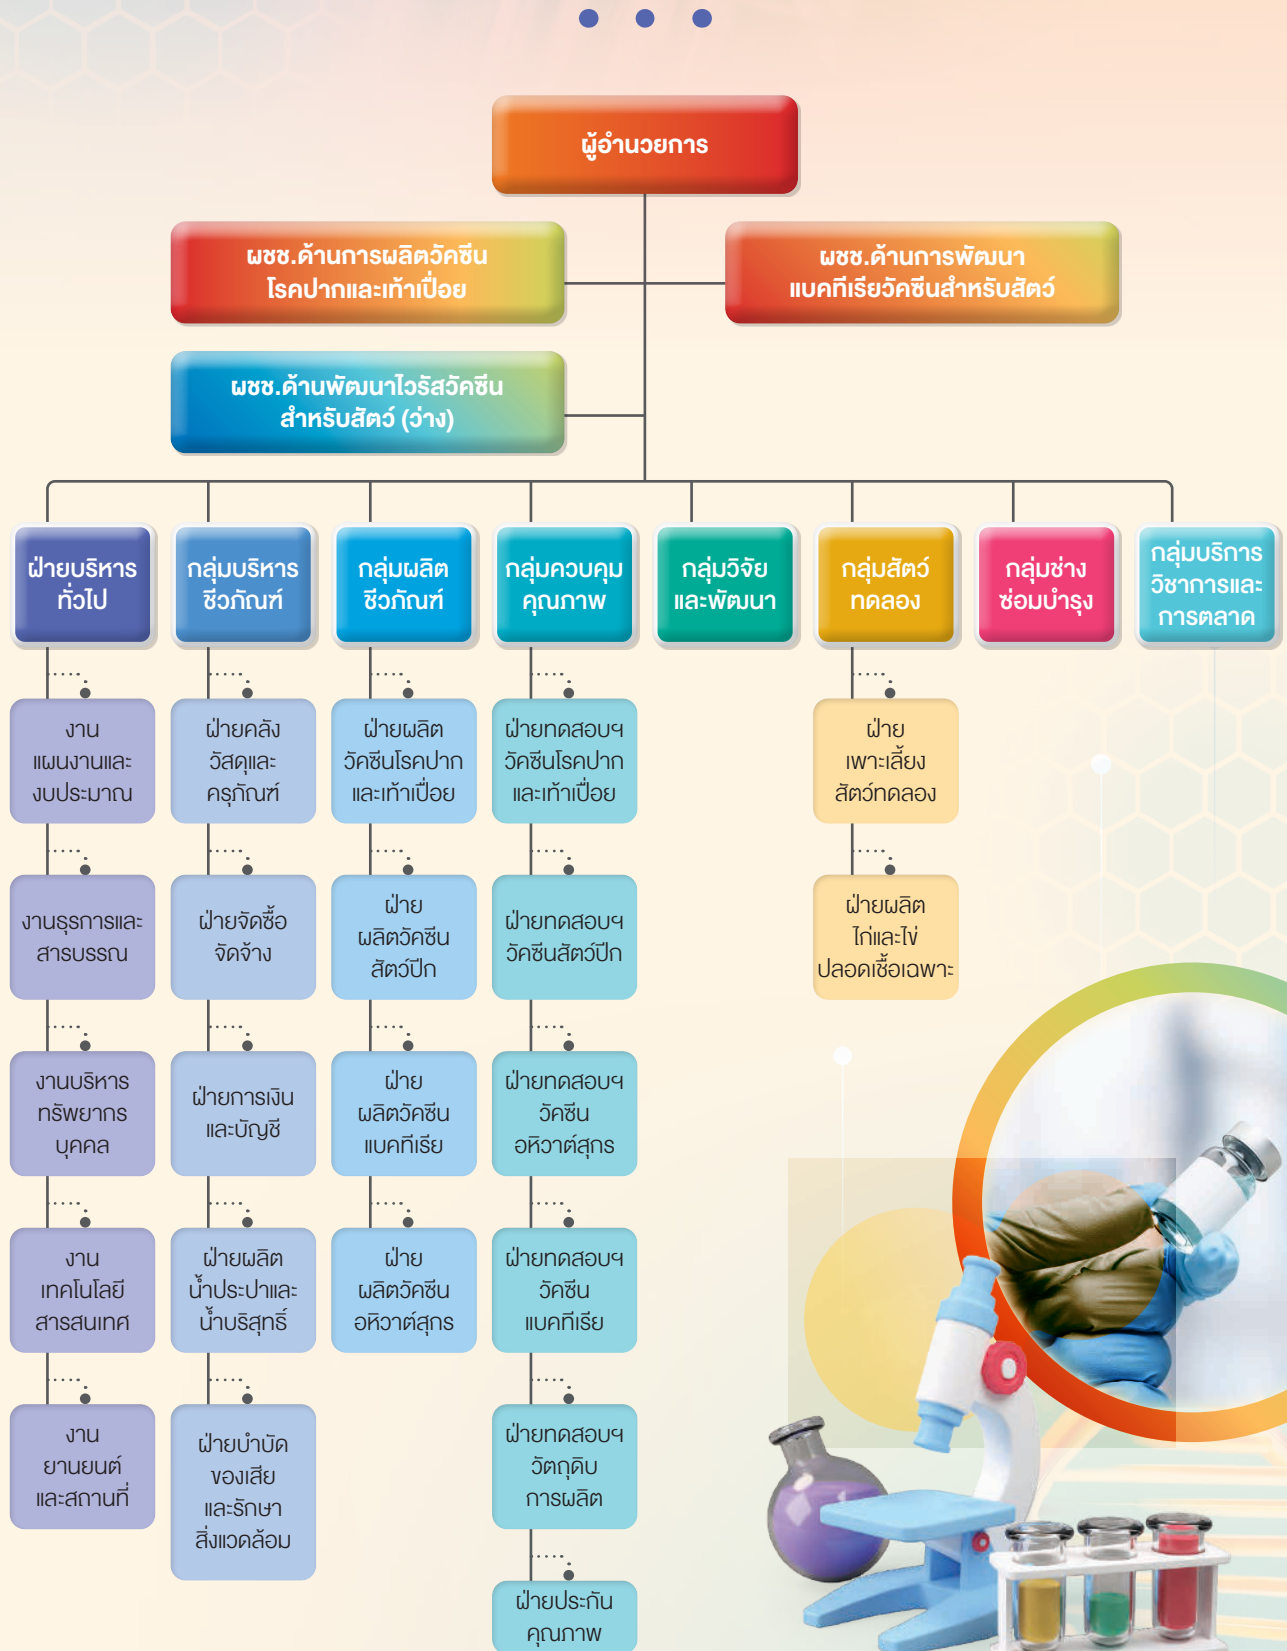 ผู้อำนวยการ
ผชช.ด้านการผลิตวัคซีน
โรคปากและเท้าเปื่อย
ผชช.ด้านการพัฒนา
แบคทีเรียวัคซีนสำหรับสัตว์
ผชช.ด้านพัฒนาไวรัสวัคซีน
สำหรับสัตว์ (ว่าง)
ฝ่ายบริหาร
ทั่วไป
กลุ่มบริหาร
ชีวภัณฑ์
กลุ่มผลิต
ชีวภัณฑ์
กลุ่มควบคุม
คุณภาพ
กลุ่มวิจัย
และพัฒนา
กลุ่มสัตว์
ทดลอง
กลุ่มช่าง
ซ่อมบำรุง
กลุ่มบริการ
วิชาการและ
การตลาด
งาน
แผนงานและ
งบประมาณ
งานธุรการและ
สารบรรณ
งานบริหาร
ทรัพยากร
บุคคล
งาน
เทคโนโลยี
สารสนเทศ
งาน
ยานยนต์
และสถานที่
ฝ่ายคลัง
วัสดุและ
ครุภัณฑ์
ฝ่ายจัดซื้อ
จัดจ้าง
ฝ่ายการเงิน
และบัญชี
ฝ่ายผลิต
น้ำประปาและ
น้ำบริสุทธิ์
ฝ่ายบำบัด
ของเสีย
และรักษา
สิ่งแวดล้อม
ฝ่ายผลิต
วัคซีนโรคปาก
และเท้าเปื่อย
ฝ่าย
ผลิตวัคซีน
สัตว์ปีก
ฝ่าย
ผลิตวัคซีน
แบคทีเรีย
ฝ่าย
ผลิตวัคซีน
อหิวาต์สุกร
ฝ่ายทดสอบฯ
วัคซีนโรคปาก
และเท้าเปื่อย
ฝ่ายทดสอบฯ
วัคซีนสัตว์ปีก
ฝ่ายทดสอบฯ
วัคซีน
อหิวาต์สุกร
ฝ่ายทดสอบฯ
วัคซีน
แบคทีเรีย
ฝ่ายทดสอบฯ
วัตถุดิบ
การผลิต
ฝ่ายประกัน
คุณภาพ
ฝ่าย
เพาะเลี้ยง
สัตว์ทดลอง
ฝ่ายผลิต
ไก่และไข่
ปลอดเชื้อเฉพาะ